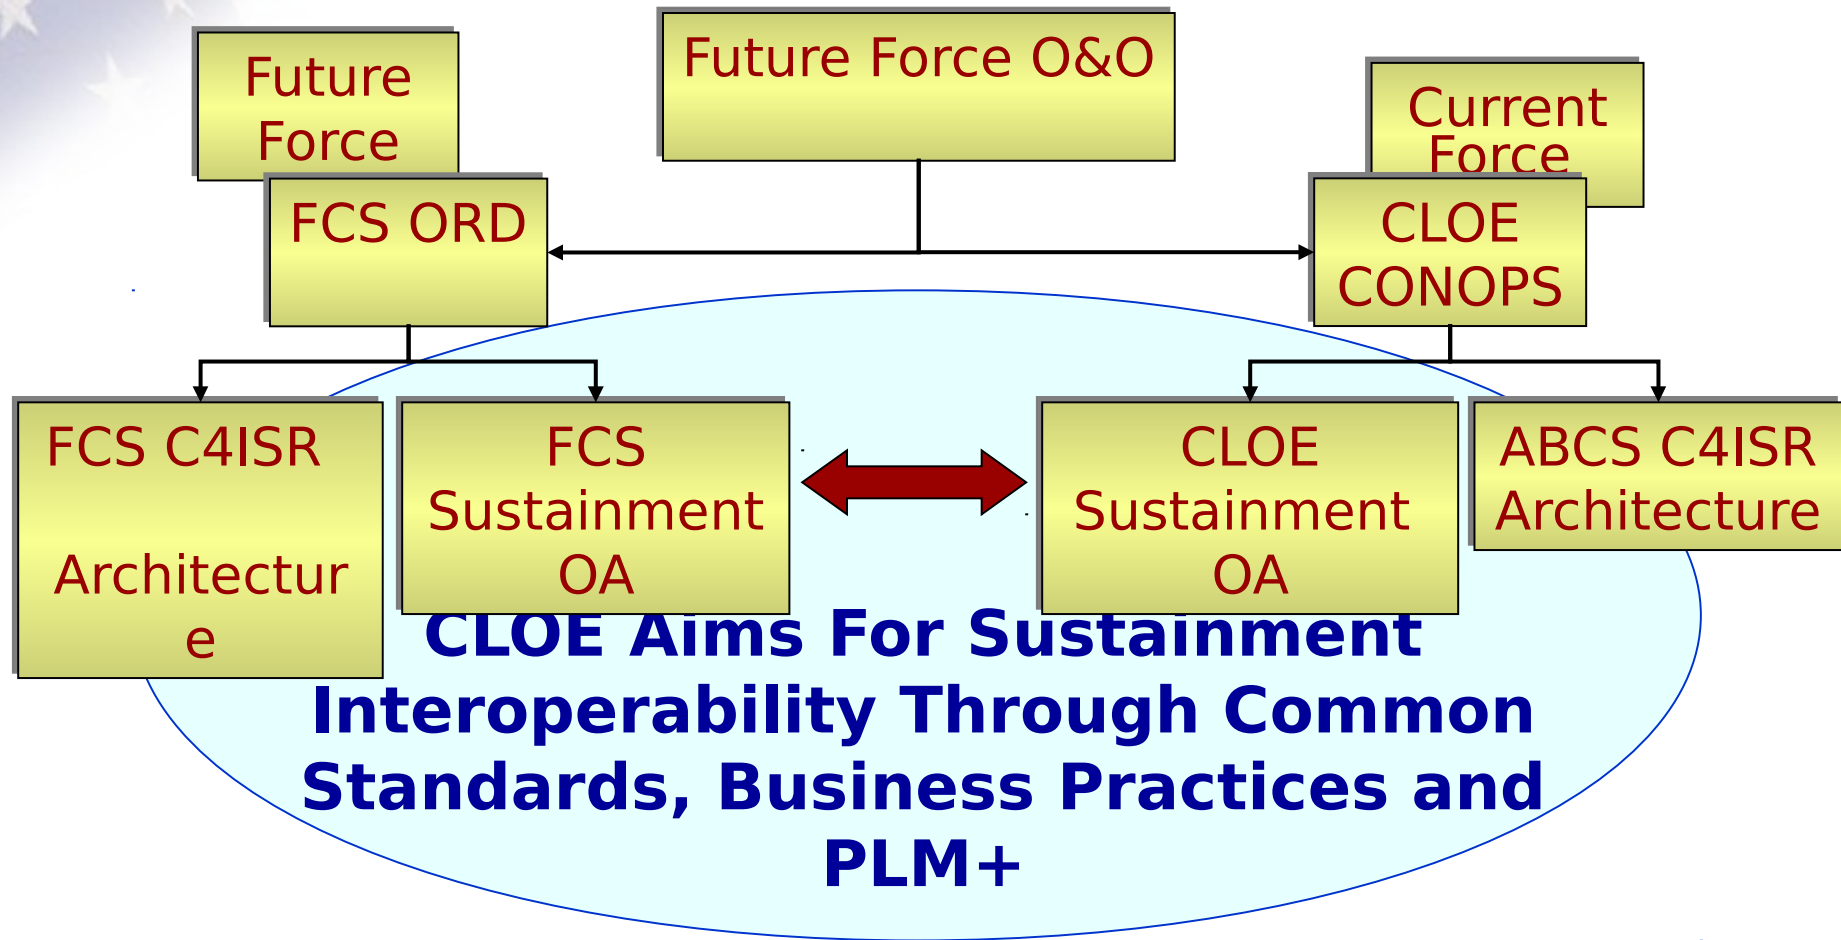 Future Force O&O
Future
Force
Current
Force
FCS ORD
CLOE
CONOPS
FCS C4ISR
Architectur
e
FCS
Sustainment
OA
CLOE
Sustainment
OA
ABCS C4ISR
Architecture
CLOE Aims For Sustainment
Interoperability Through Common
Standards, Business Practices and
PLM+